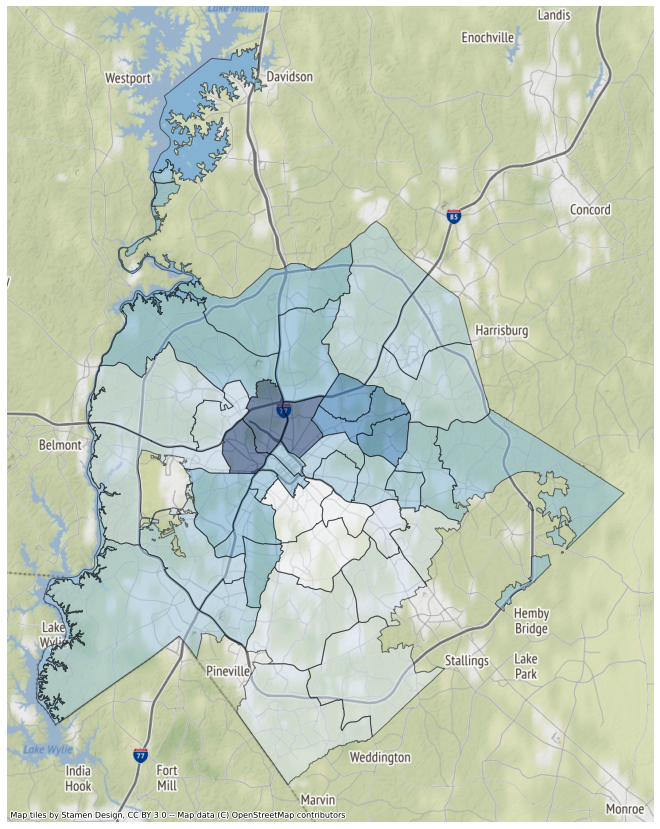 Lake Norman
Landis
Enochville
Westport
Davidson
Concord
85
Harrisburg
77
Belmont
Hemby
Bridge
Lake
Wylie
Stallings
Lake
Park
Pineville
Lake Wylie
Weddington
77
India
Hook
Fort
Mill
Marvin
Monroe
Map tiles by Stamen Design, CC BY 3.0 -- Map data (C) OpenStreetMap contributors